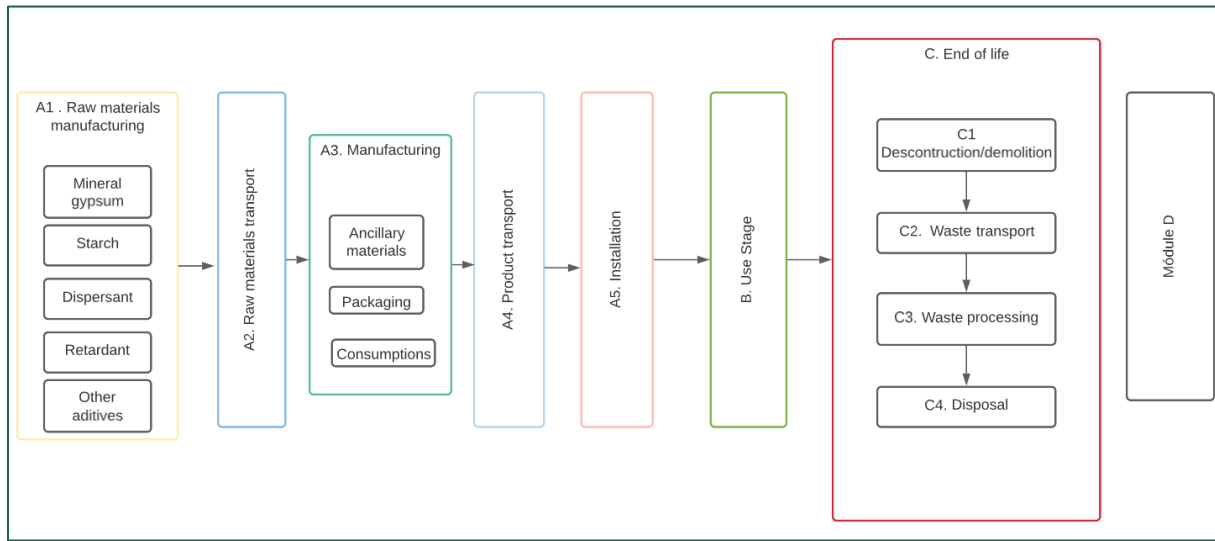 A1 . Raw materials
manufacturing
Mineral
gypsum
Starch
Dispersant
Retardant
Other
aditives
A2. Raw materials transport
A3. Manufacturing
Ancillary
materials
Packaging
Consumptions
A4. Product transport
A5. Installation
B. Use Stage
C. End of life
C1
Descontruction/demolition
C2.  Waste transport
C3. Waste processing
C4. Disposal
Módule D